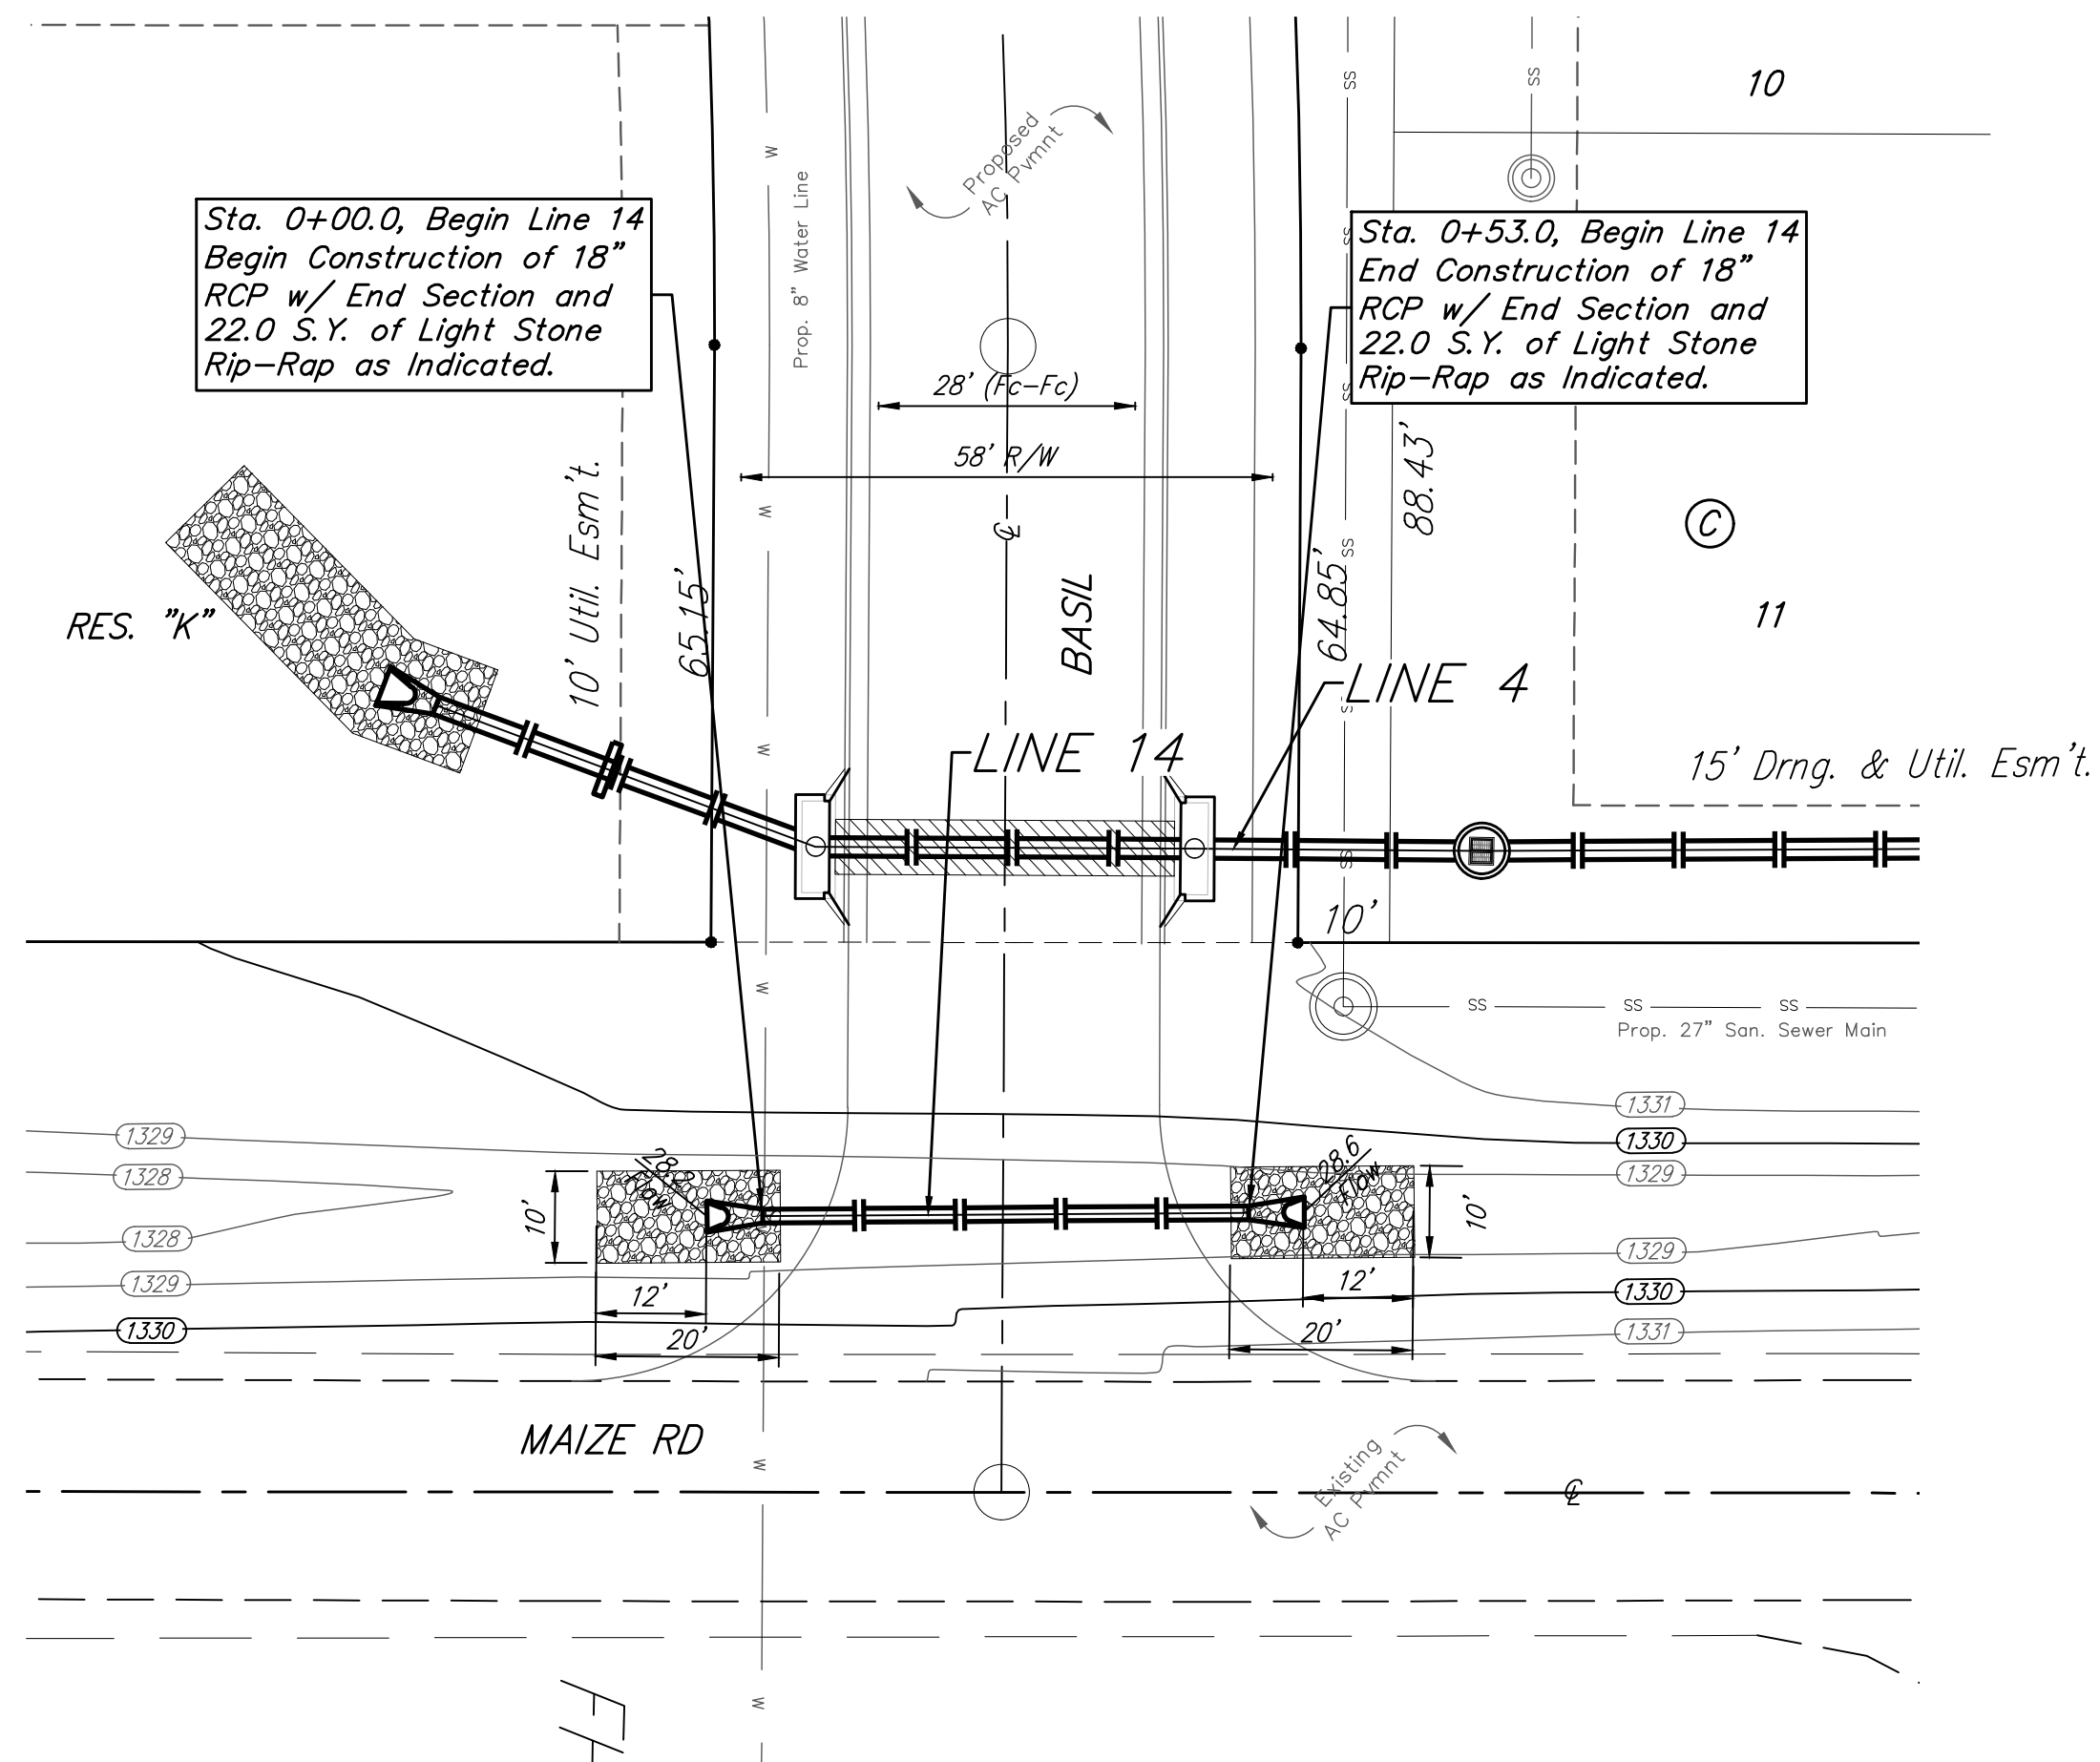 10
SS
SS
W
Proposed
AC Pvmnt
Prop. 8" Water Line
Sta. 0+00.0, Begin Line 14
Begin Construction of 18"
RCP w/ End Section and
22.0 S.Y. of Light Stone
Rip-Rap as Indicated.
Sta. 0+53.0, Begin Line 14
End Construction of 18"
RCP w/ End Section and
22.0 S.Y. of Light Stone
Rip-Rap as Indicated.
28' (Fc-Fc)
58' R/W
W
SS
88.43'
C
10' Util. Esm't.
65.15'
BASIL
64.85'
RES. "K"
11
LINE 4
LINE 14
W
15' Drng. & Util. Esm't.
SS
10'
W
SS
SS
SS
Prop. 27" San. Sewer Main
1331
1329
1330
1328
1329
Flow
28.6
Flow
10'
10'
1328
1329
1329
12'
12'
1330
1330
20'
20'
1331
MAIZE RD
W
Existing
AC Pvmnt
W